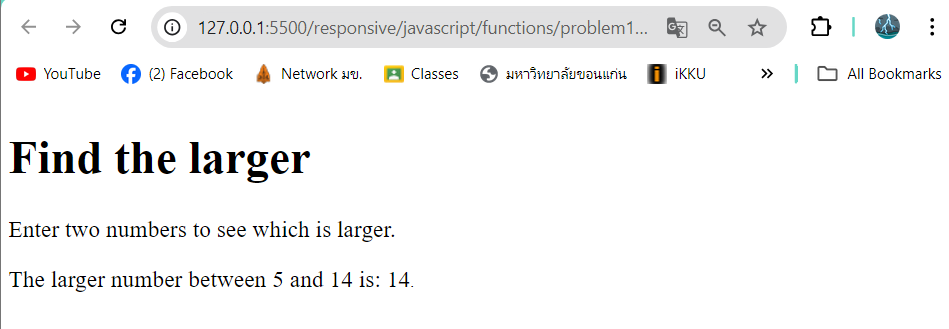 127.0.0.1:5500/responsive/javascript/functions/problem1...
YouTube (2) Facebook Network มข. Classes มหาวิทยาลัยขอนแก่น iKKU » All Bookmarks
Find the larger
Enter two numbers to see which is larger.
The larger number between 5 and 14 is: 14.